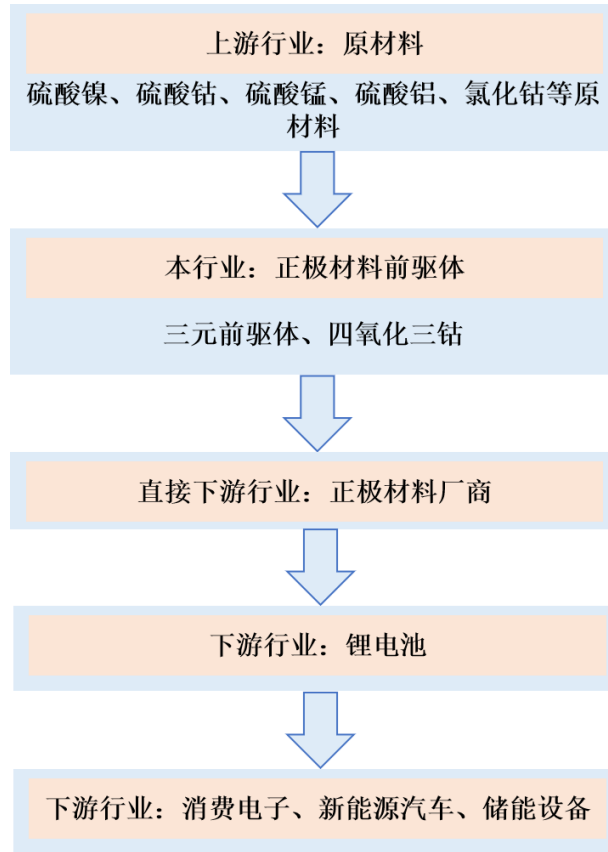 上游行业：原材料
硫酸镍、硫酸钴、硫酸锰、硫酸铝、氯化钴等原
材料
本行业：正极材料前驱体
三元前驱体、四氧化三钴
直接下游行业：正极材料厂商
下游行业：锂电池
下游行业：消费电子、新能源汽车、储能设备